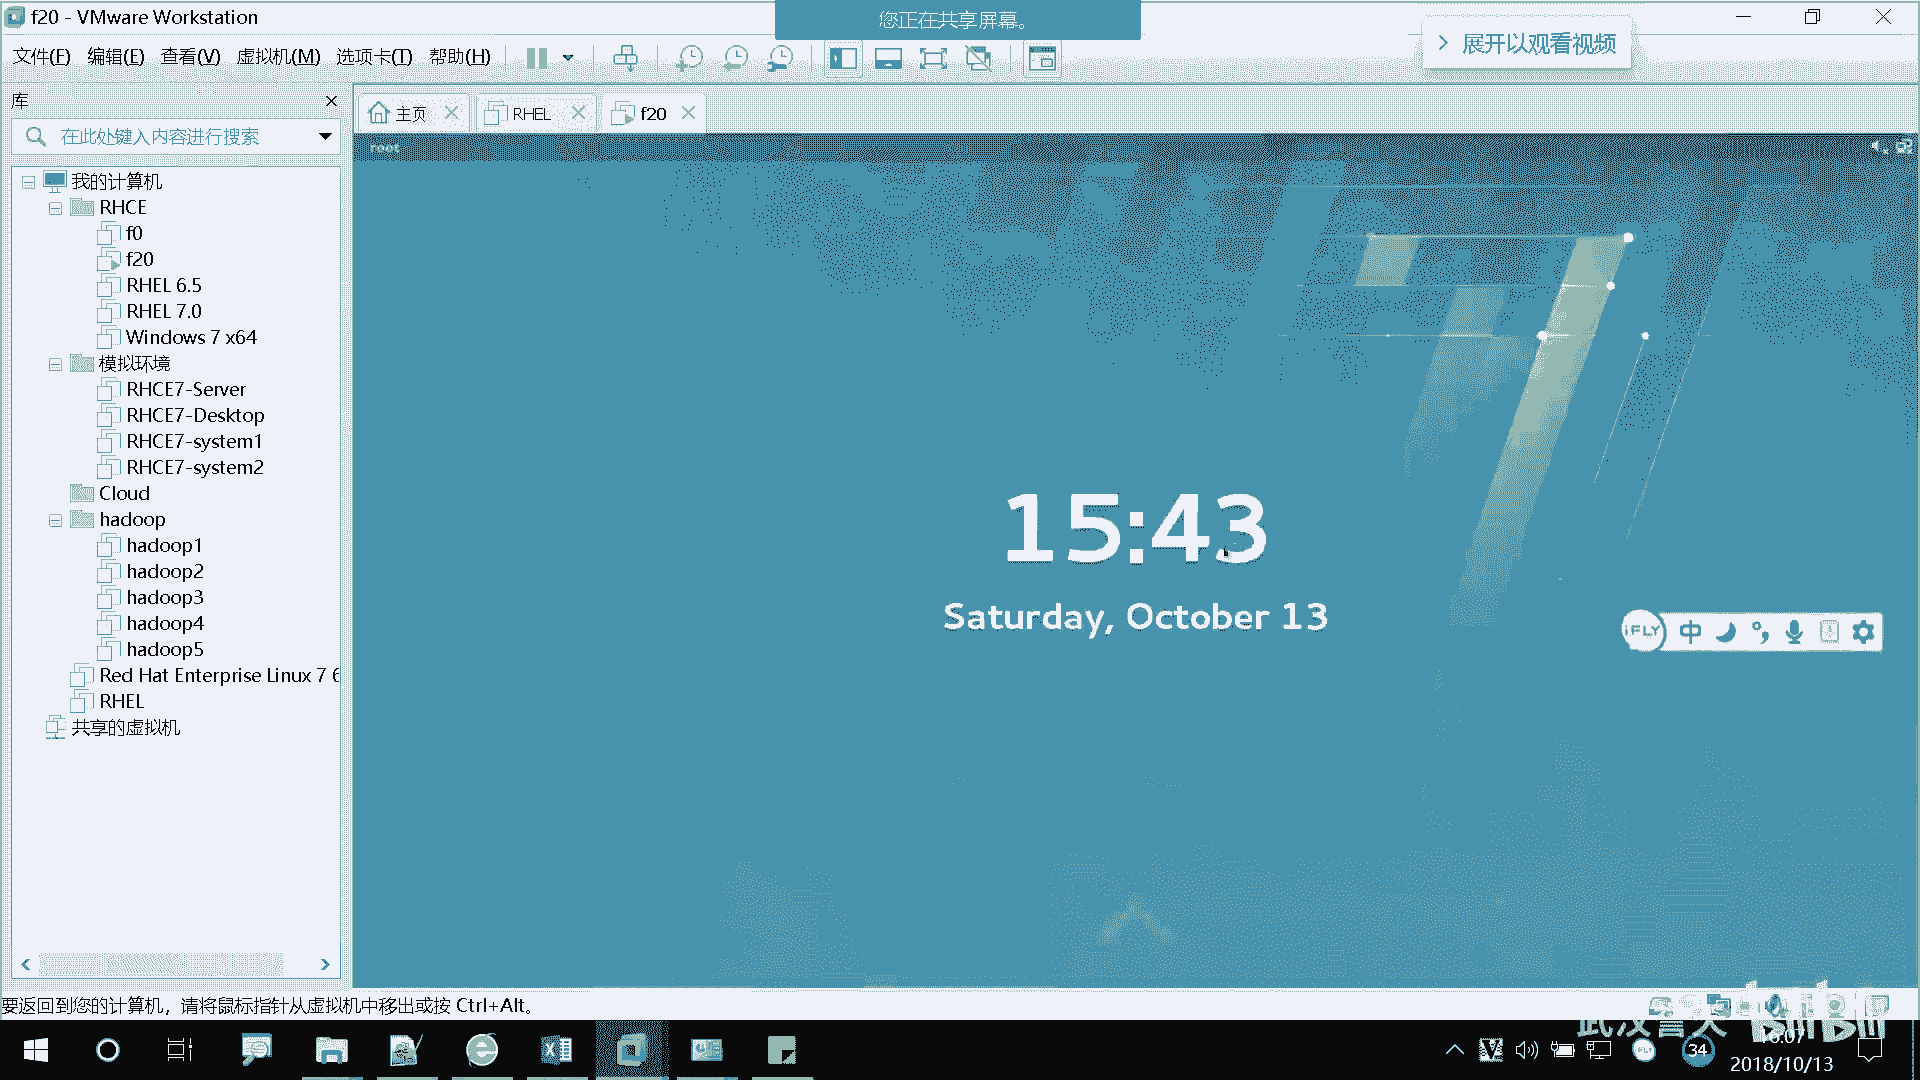 f20 - VMware Workstation
您正在共享屏幕。
文件(F) 编辑(E) 查看(V) 虚拟机(M) 选项卡(T) 帮助(H)
展开以观看视频
库
主页
RHEL
f20
在此处键入内容进行搜索
root
我的计算机
RHCE
f0
f20
RHEL 6.5
RHEL 7.0
Windows 7 x64
模拟环境
RHCE7-Server
RHCE7-Desktop
RHCE7-system1
RHCE7-system2
Cloud
hadoop
hadoop1
hadoop2
hadoop3
hadoop4
hadoop5
Red Hat Enterprise Linux 7 6
RHEL
共享的虚拟机
15:43
Saturday, October 13
iFLY 中
要返回到您的计算机，请将鼠标指针从虚拟机中移出或按 Ctrl+Alt。
bilibili
34
16:07
2018/10/13